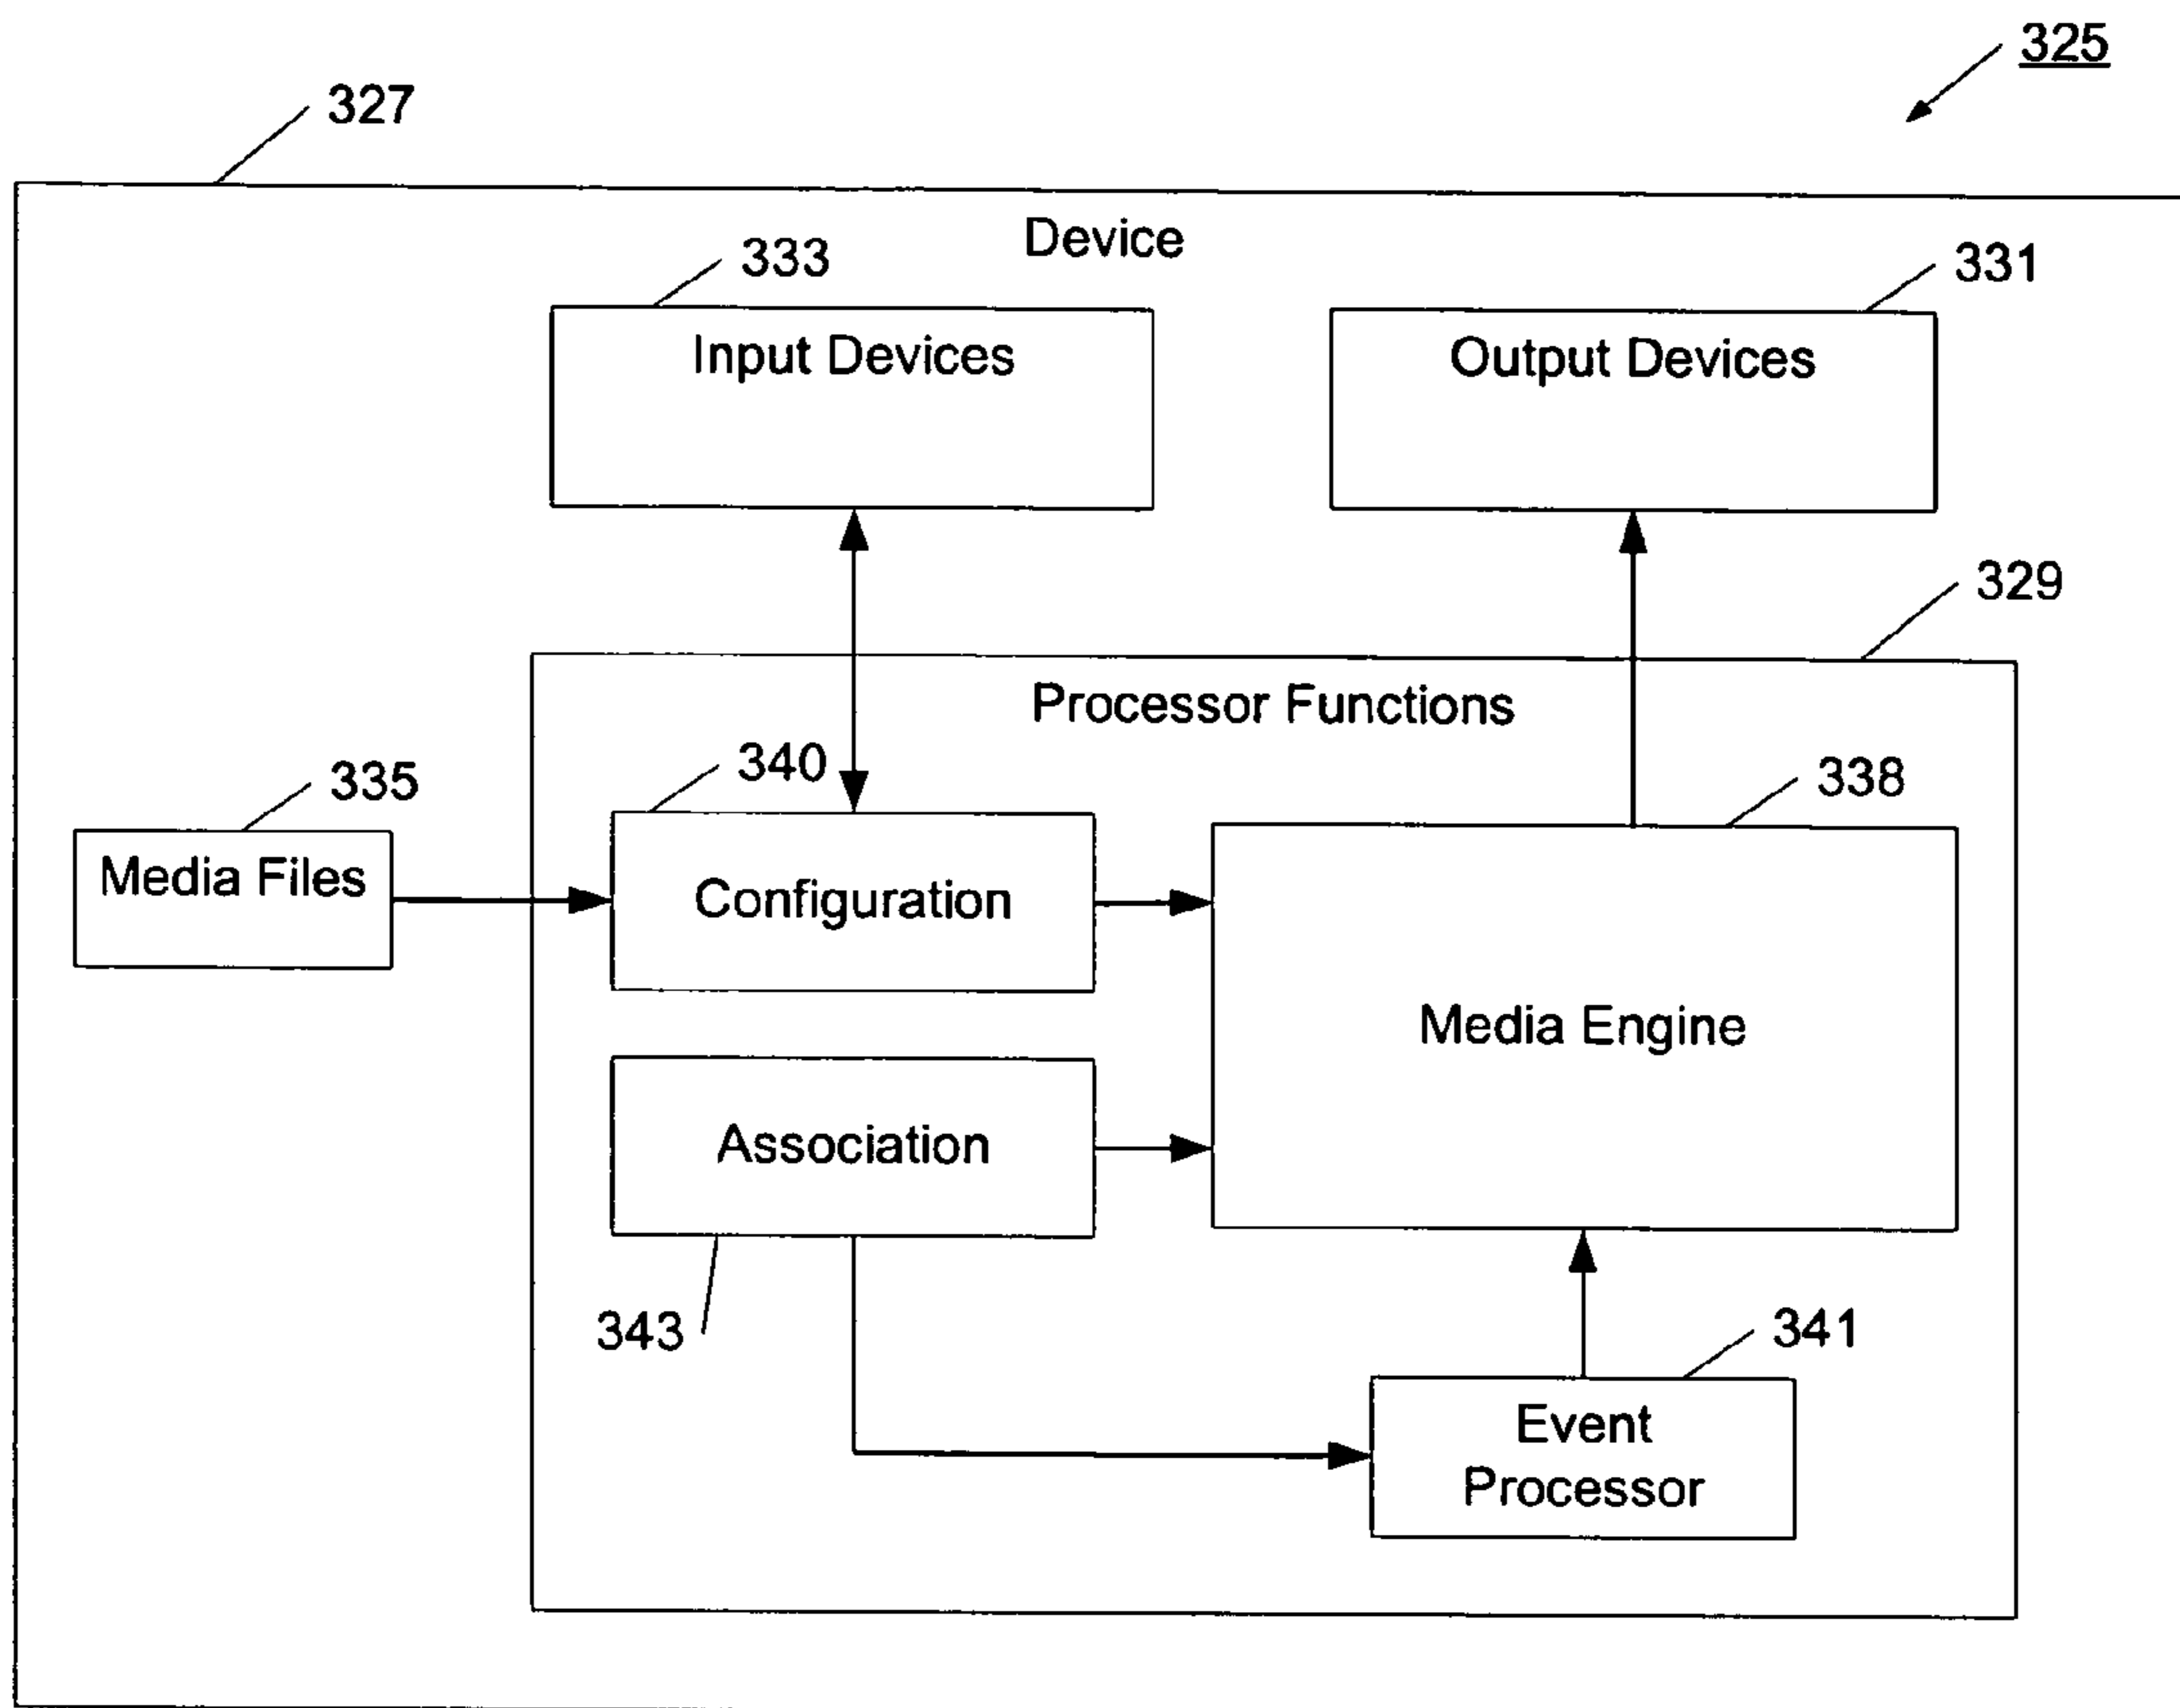 325
327
Device
333
331
Input Devices
Output Devices
329
Processor Functions
340
335
338
Media Files
Configuration
Media Engine
Association
343
341
Event
Processor